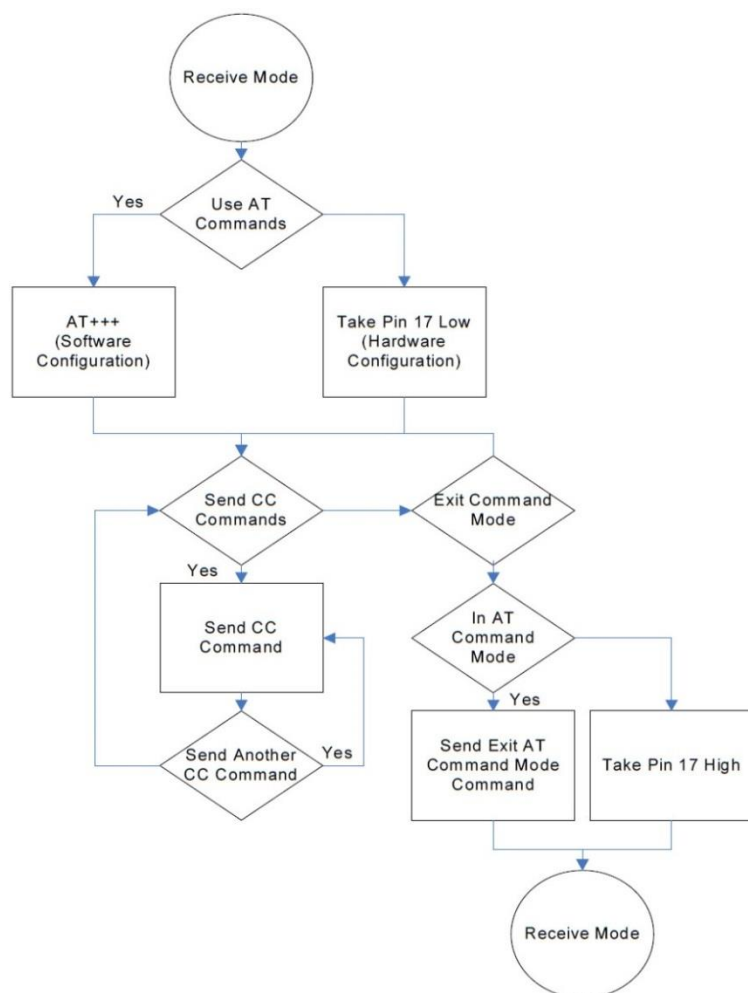 Receive Mode
Yes
Use AT
Commands
AT+++
(Software
Configuration)
Take Pin 17 Low
(Hardware
Configuration)
Send CC
Commands
Exit Command
Mode
Yes
Send CC
Command
In AT
Command
Mode
Yes
Send Another
CC Command
Yes
Send Exit AT
Command Mode
Command
Take Pin 17 High
Receive Mode